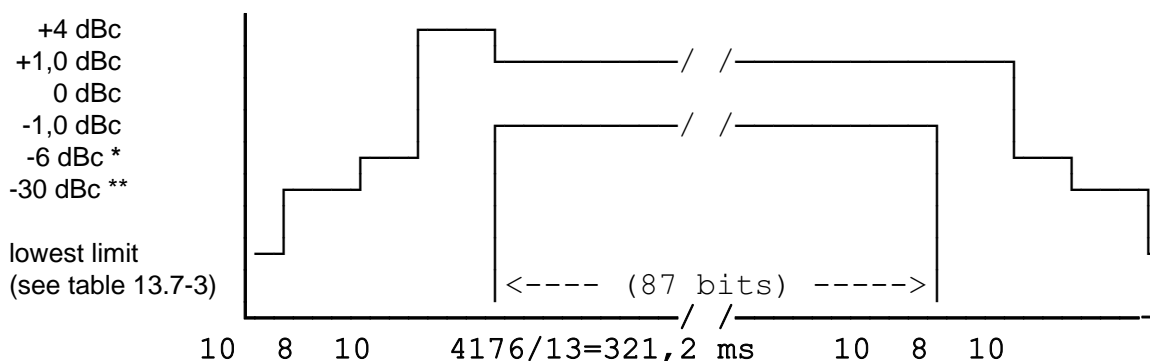 +4 dBc
+1,0 dBc
0 dBc
-1,0 dBc
-6 dBc *
-30 dBc **
lowest limit
(see table 13.7-3)
<---- (87 bits) ----->
10 8 10 4176/13=321,2 ms 10 8 10